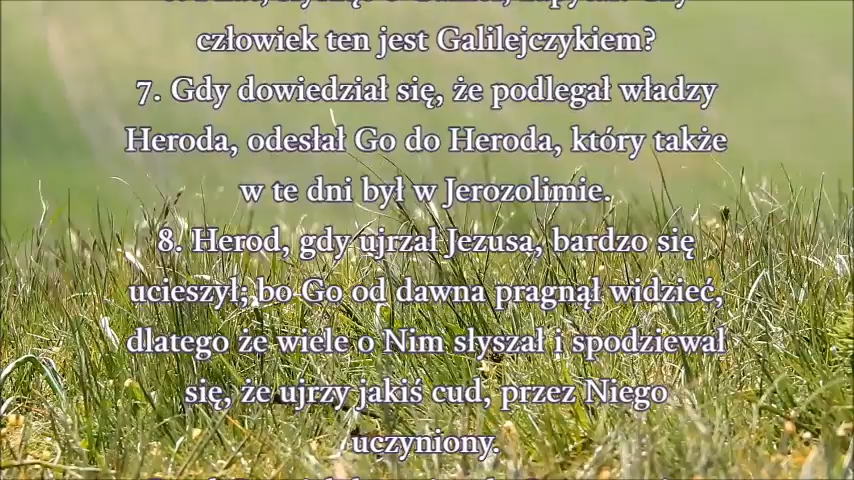 człowiek ten jest Galilejczykiem?
7. Gdy dowiedział się, że podlegał władzy
Heroda, odesłał Go do Heroda, który także
w te dni był w Jerozolimie.
8. Herod, gdy ujrzał Jezusa, bardzo się
ucieszył; bo Go od dawna pragnął widzieć,
dlatego że wiele o Nim słyszał i spodziewał
się, że ujrzy jakiś cud, przez Niego
uczyniony.